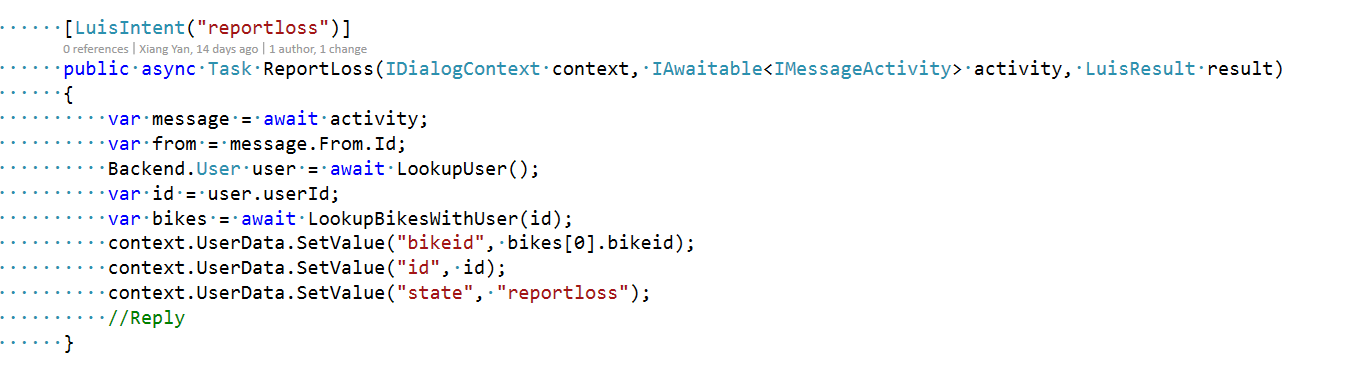 [LuisIntent("reportloss")]
0 references | Xiang Yan, 14 days ago | 1 author, 1 change
public async Task ReportLoss(IDialogContext context, IAwaitable<IMessageActivity> activity, LuisResult result)
{
var message = await activity;
var from = message.From.Id;
Backend.User user = await LookupUser();
var id = user.userId;
var bikes = await LookupBikesWithUser(id);
context.UserData.SetValue("bikeid", bikes[0].bikeid);
context.UserData.SetValue("id", id);
context.UserData.SetValue("state", "reportloss");
//Reply
}